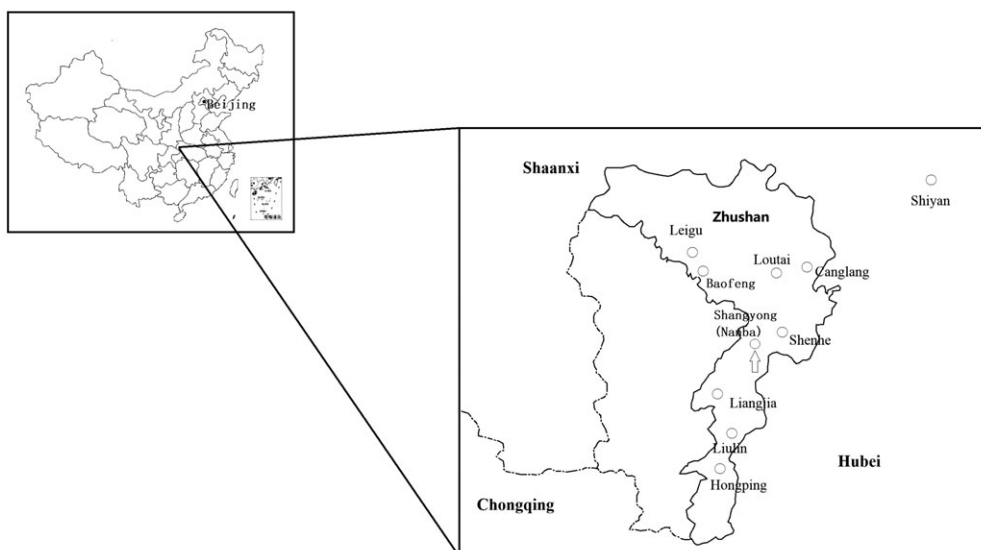 Beijing
Shaanxi
Shiyan
Zhushan
Leigu
Loutai
Canglang
Baofeng
Shangyong
(Nanba)
Shenhe
Liangjia
Liulin
Hubei
Hongping
Chongqing